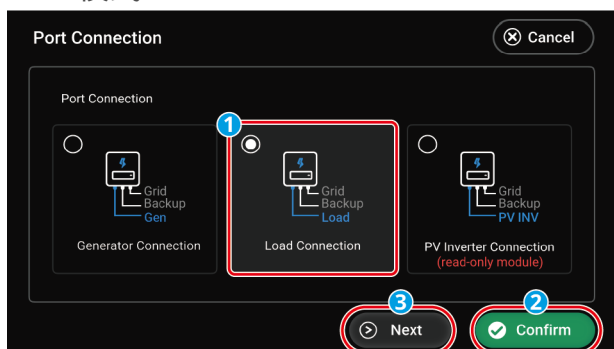 Port Connection
Cancel
Port Connection
1
Grid
Backup
Gen
Generator Connection
Grid
Backup
Load
Load Connection
Grid
Backup
PV INV
PV Inverter Connection
(read-only module)
3
Next
2
Confirm